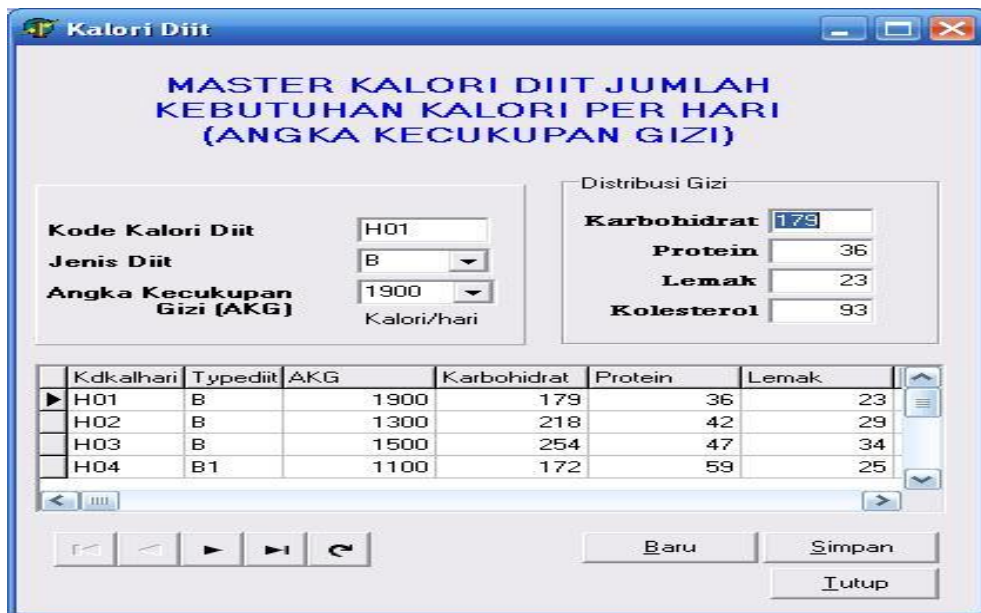 Kalori Diit
MASTER KALORI DIIT JUMLAH
KEBUTUHAN KALORI PER HARI
(ANGKA KECUKUPAN GIZI)
Kode Kalori Diit H01
Jenis Diit B
Angka Kecukupan Gizi (AKG) 1900
Kalori/hari
Distribusi Gizi
Karbohidrat 179
Protein 36
Lemak 23
Kolesterol 93
Kdkalhari Typediit AKG Karbohidrat Protein Lemak
H01 B 1900 179 36 23
H02 B 1300 218 42 29
H03 B 1500 254 47 34
H04 B1 1100 172 59 25
Baru Simpan
Tutup